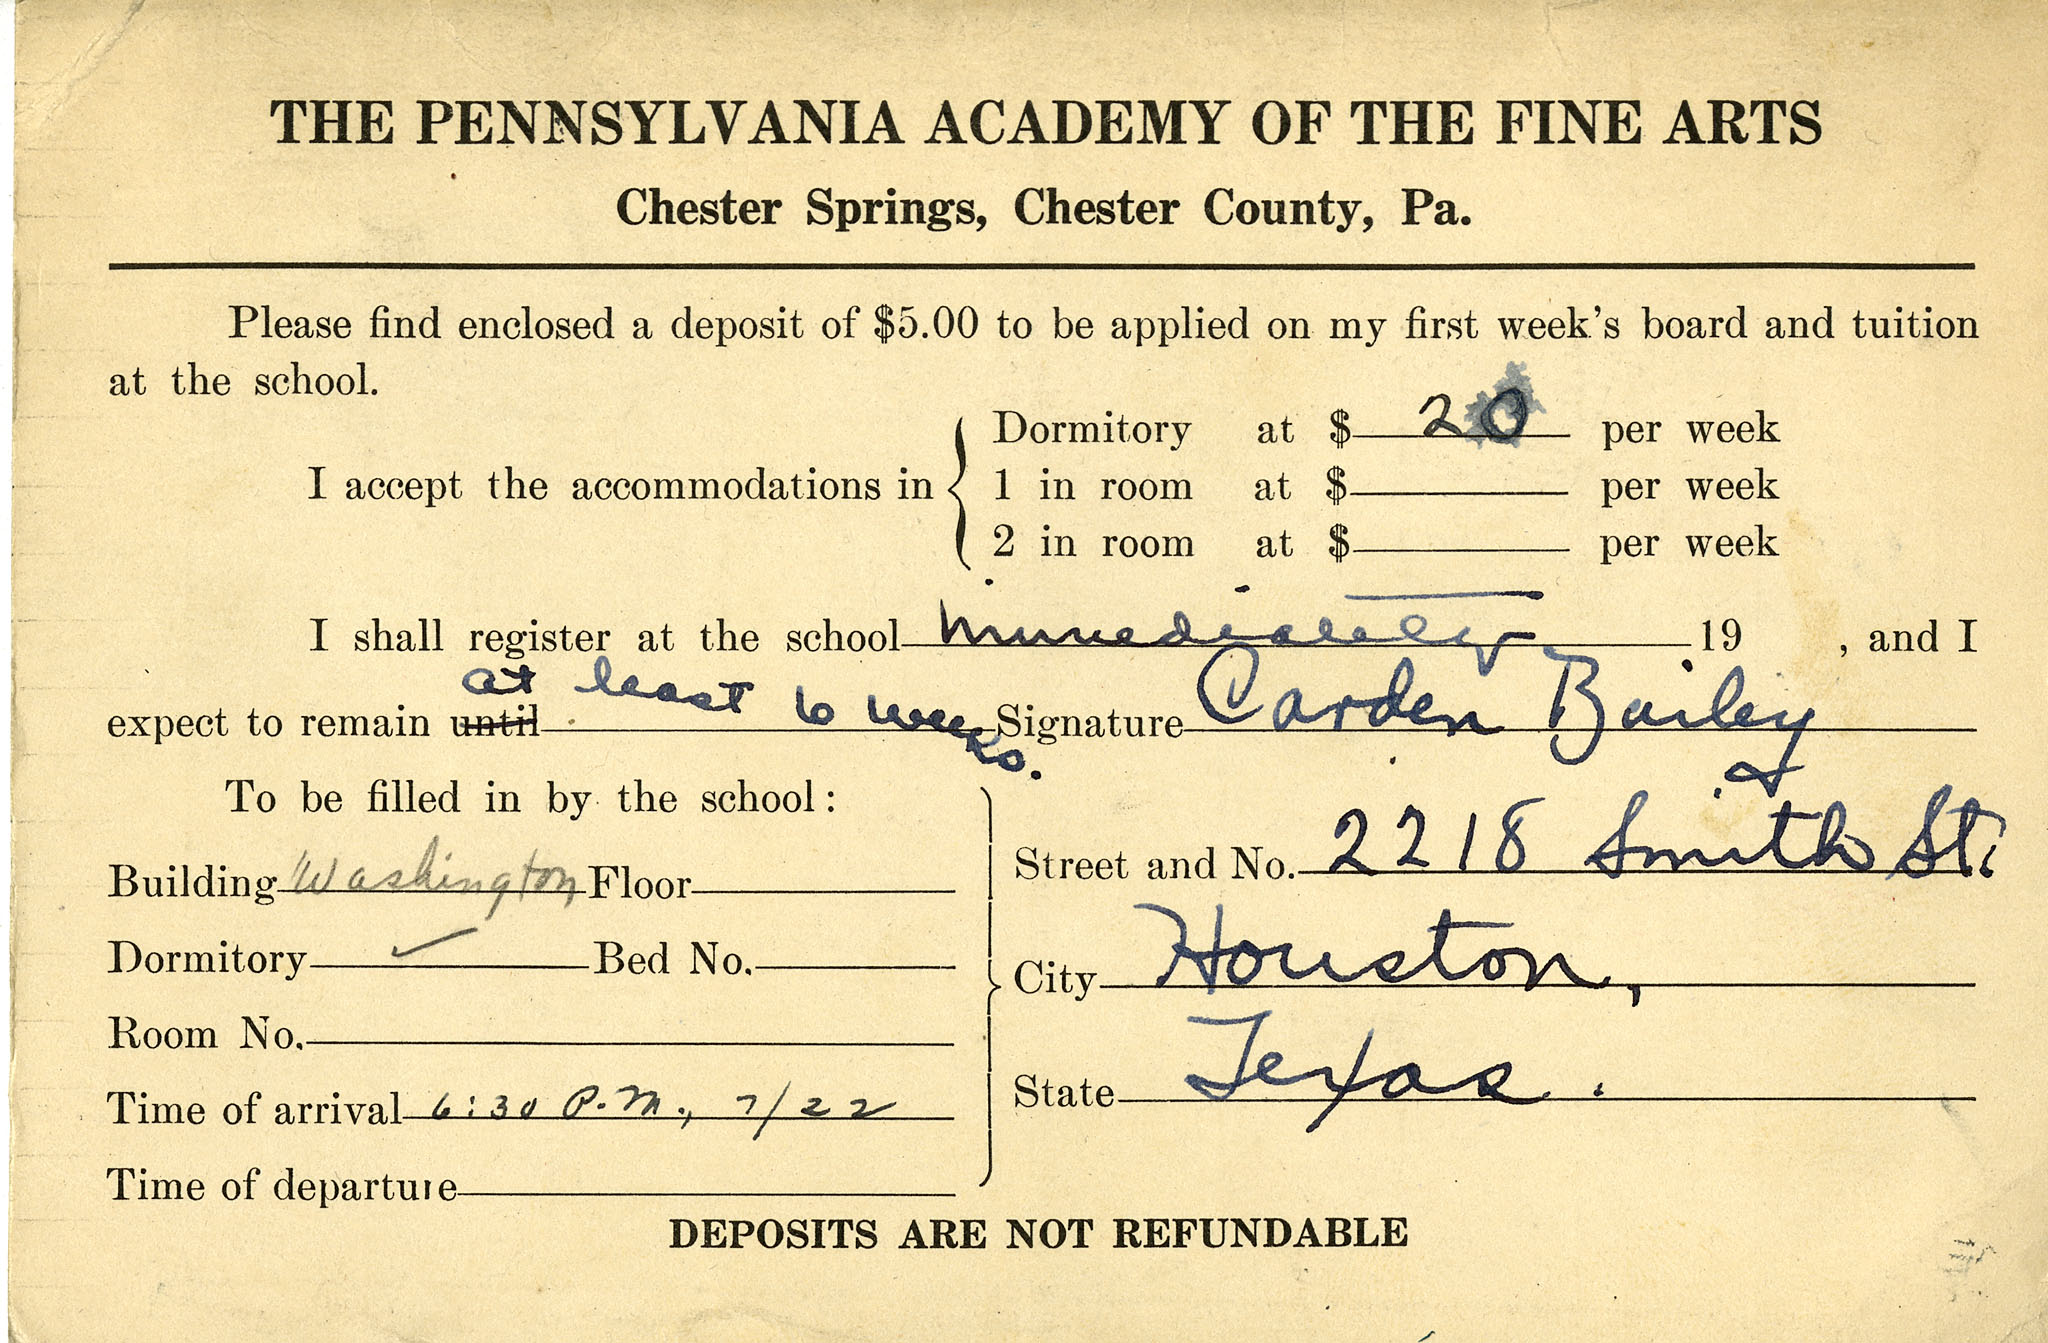 THE PENNSYLVANIA ACADEMY OF THE FINE ARTS
Chester Springs, Chester County, Pa.
Please find enclosed a deposit of $5.00 to be applied on my first week's board and tuition
at the school.
Dormitory at $ 20 per week
I accept the accommodations in 1 in room at $ per week
2 in room at $ per week
I shall register at the school immediately 19 , and I
expect to remain until at least 6 weeks. Signature Carden Bailey
To be filled in by the school:
Street and No. 2218 Smith St.
Building Washington Floor
Dormitory ✓ Bed No.
City Houston,
Room No.
State Texas.
Time of arrival 6:30 P.M., 7/22
Time of departure
DEPOSITS ARE NOT REFUNDABLE